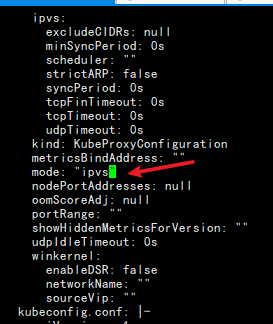 ipvs:
  excludeCIDRs: null
  minSyncPeriod: 0s
  scheduler: ""
  strictARP: false
  syncPeriod: 0s
  tcpFinTimeout: 0s
  tcpTimeout: 0s
  udpTimeout: 0s
kind: KubeProxyConfiguration
metricsBindAddress: ""
mode: "ipvs"
nodePortAddresses: null
oomScoreAdj: null
portRange: ""
showHiddenMetricsForVersion: ""
udpIdleTimeout: 0s
winkernel:
  enableDSR: false
  networkName: ""
  sourceVip: ""
kubeconfig.conf: |-